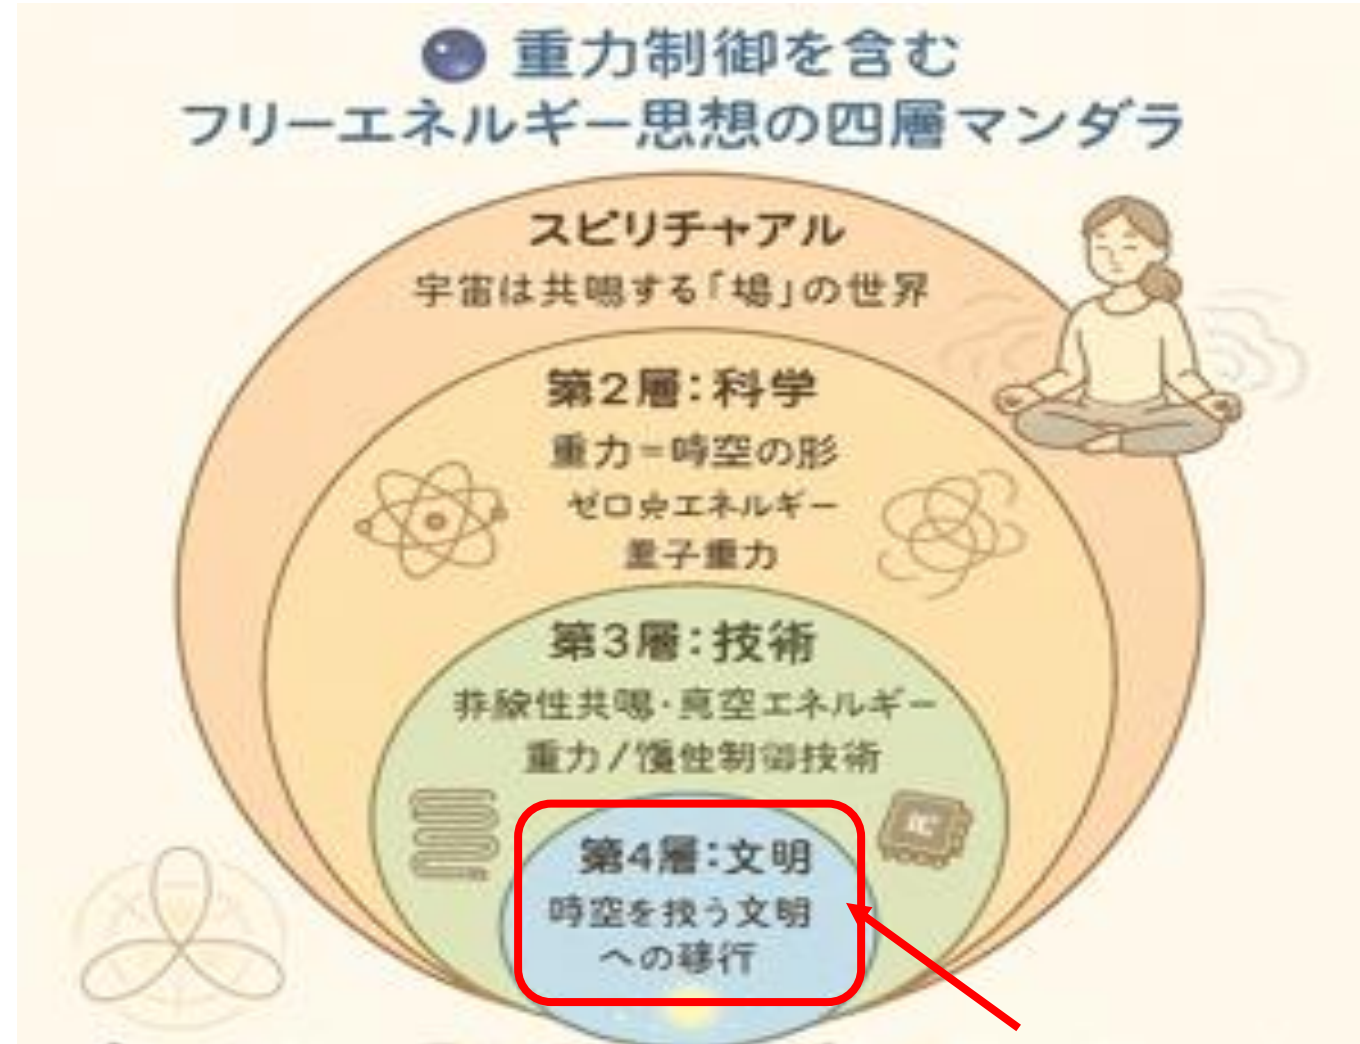 重力制御を含む
フリーエネルギー思想の四層マンダラ
スピリチャアル
宇宙は共鳴する「場」の世界
第2層:科学
重力=時空の形
ゼロ点エネルギー
量子重力
第3層:技術
非線性共鳴・真空エネルギー
重力/慣性制御技術
IC
第4層:文明
時空を扱う文明
への移行